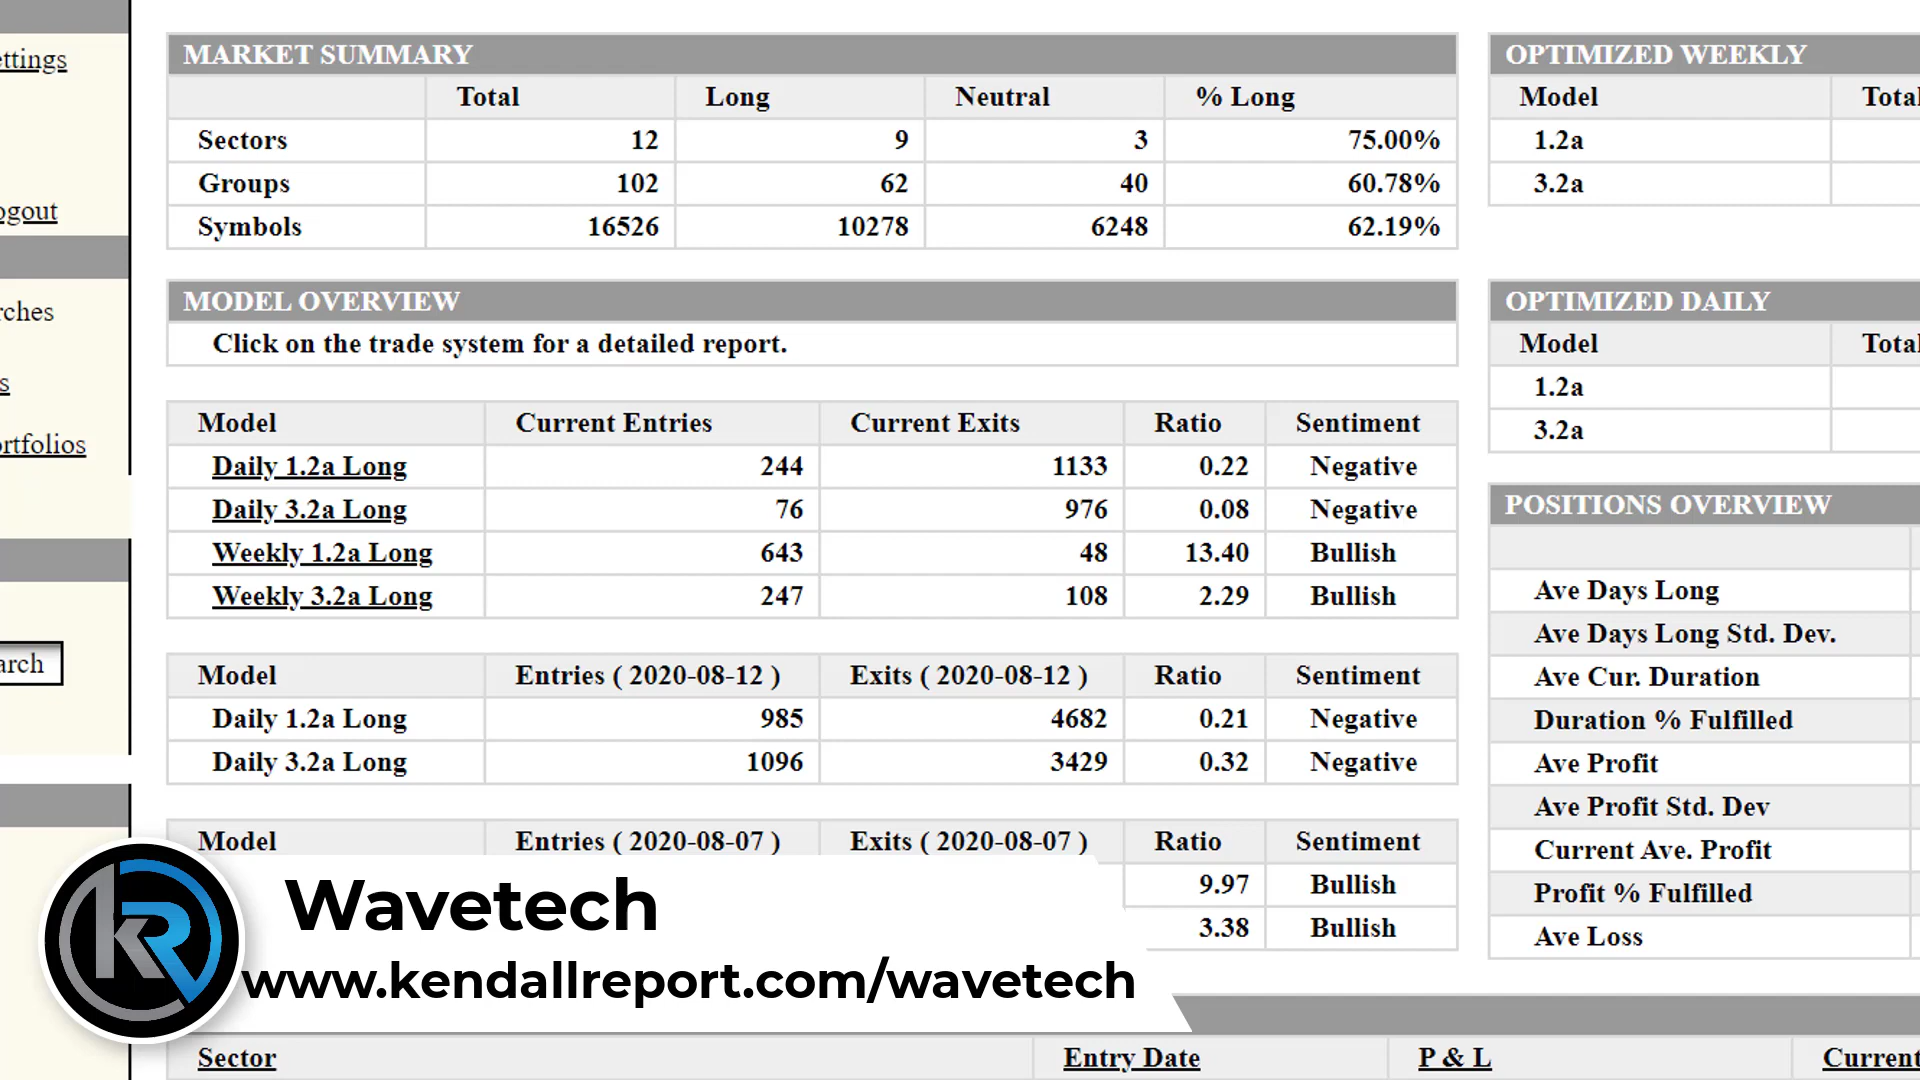 ettings
ogout
rches
s
ortfolios
arch
MARKET SUMMARY
Total Long Neutral % Long
Sectors 12 9 3 75.00%
Groups 102 62 40 60.78%
Symbols 16526 10278 6248 62.19%
MODEL OVERVIEW
Click on the trade system for a detailed report.
Model Current Entries Current Exits Ratio Sentiment
Daily 1.2a Long 244 1133 0.22 Negative
Daily 3.2a Long 76 976 0.08 Negative
Weekly 1.2a Long 643 48 13.40 Bullish
Weekly 3.2a Long 247 108 2.29 Bullish
Model Entries ( 2020-08-12 ) Exits ( 2020-08-12 ) Ratio Sentiment
Daily 1.2a Long 985 4682 0.21 Negative
Daily 3.2a Long 1096 3429 0.32 Negative
Model Entries ( 2020-08-07 ) Exits ( 2020-08-07 ) Ratio Sentiment
9.97 Bullish
3.38 Bullish
OPTIMIZED WEEKLY
Model Total
1.2a
3.2a
OPTIMIZED DAILY
Model Total
1.2a
3.2a
POSITIONS OVERVIEW
Ave Days Long
Ave Days Long Std. Dev.
Ave Cur. Duration
Duration % Fulfilled
Ave Profit
Ave Profit Std. Dev
Current Ave. Profit
Profit % Fulfilled
Ave Loss
KR
Wavetech
www.kendallreport.com/wavetech
Sector Entry Date P & L Current